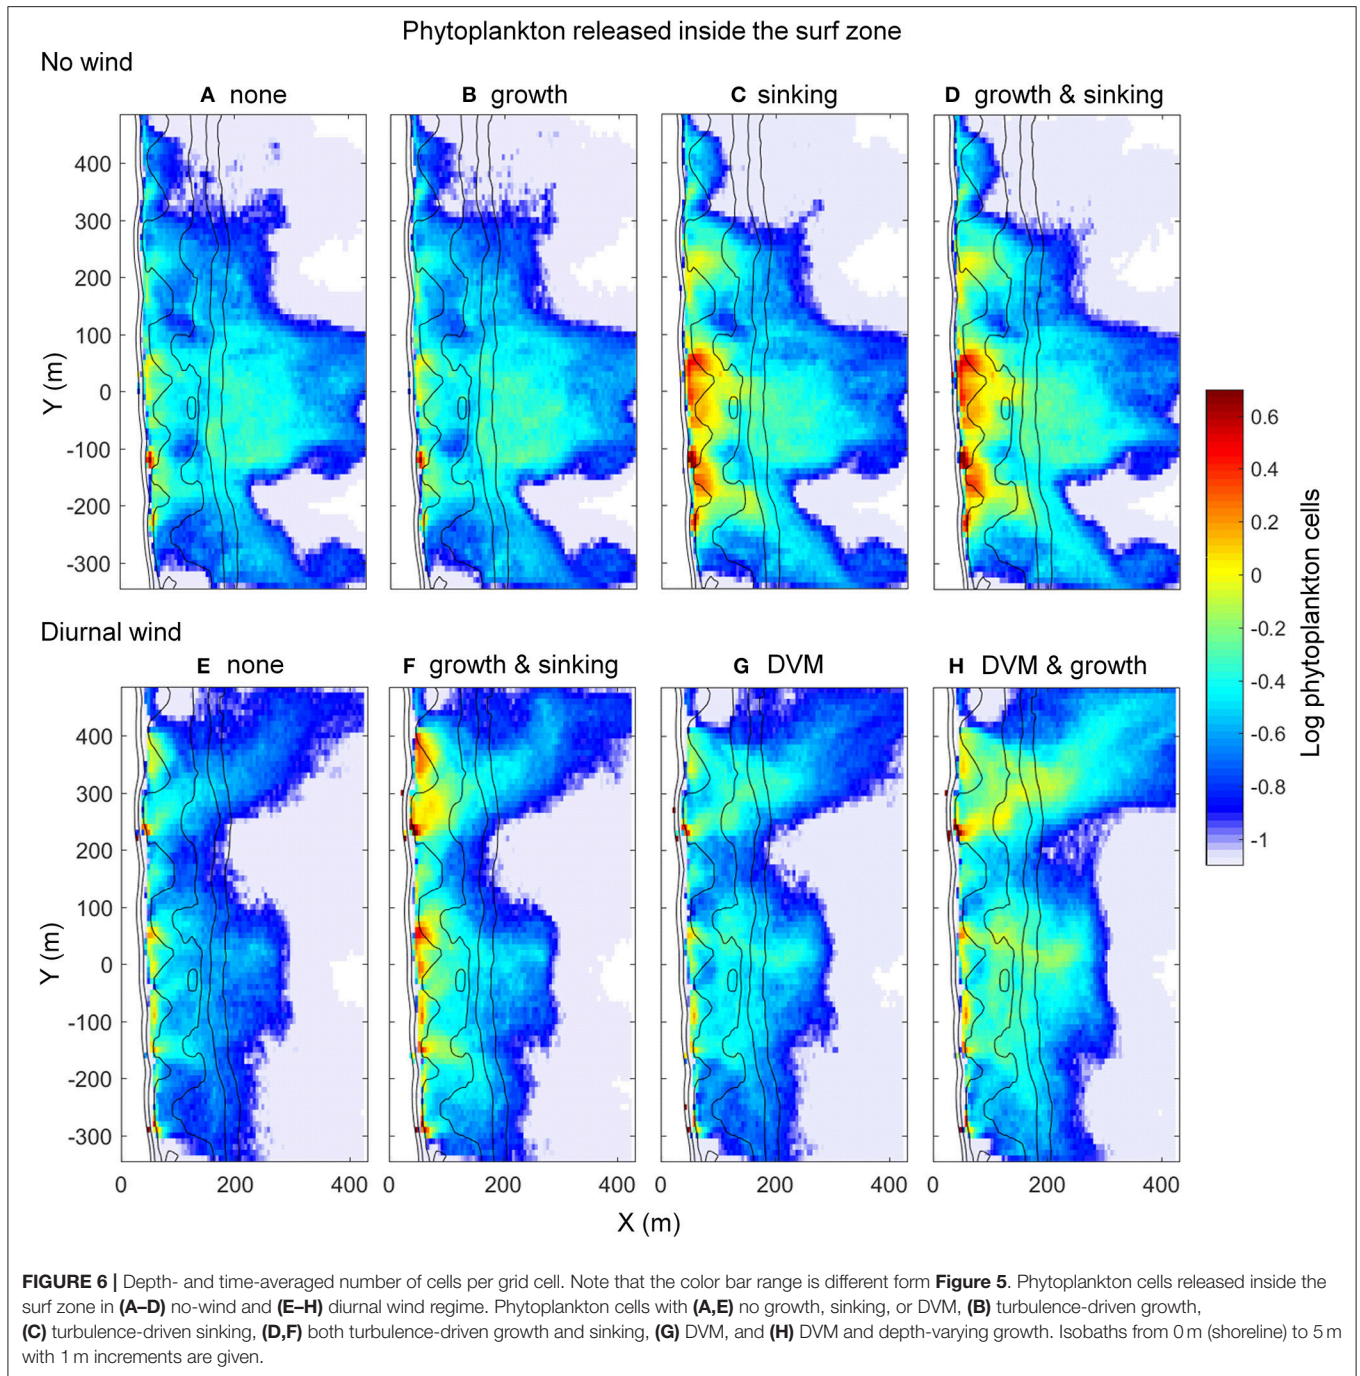 Phytoplankton released inside the surf zone
No wind
A none
B growth
C sinking
D growth & sinking
400
300
200
100
0
-100
-200
-300
Y (m)
Diurnal wind
E none
F growth & sinking
G DVM
H DVM & growth
400
300
200
100
0
-100
-200
-300
Y (m)
0 200 400
0 200 400
0 200 400
0 200 400
X (m)
0.6
0.4
0.2
0
-0.2
-0.4
-0.6
-0.8
-1
Log phytoplankton cells
FIGURE 6 | Depth- and time-averaged number of cells per grid cell. Note that the color bar range is different form Figure 5. Phytoplankton cells released inside the
surf zone in (A–D) no-wind and (E–H) diurnal wind regime. Phytoplankton cells with (A,E) no growth, sinking, or DVM, (B) turbulence-driven growth,
(C) turbulence-driven sinking, (D,F) both turbulence-driven growth and sinking, (G) DVM, and (H) DVM and depth-varying growth. Isobaths from 0 m (shoreline) to 5 m
with 1 m increments are given.